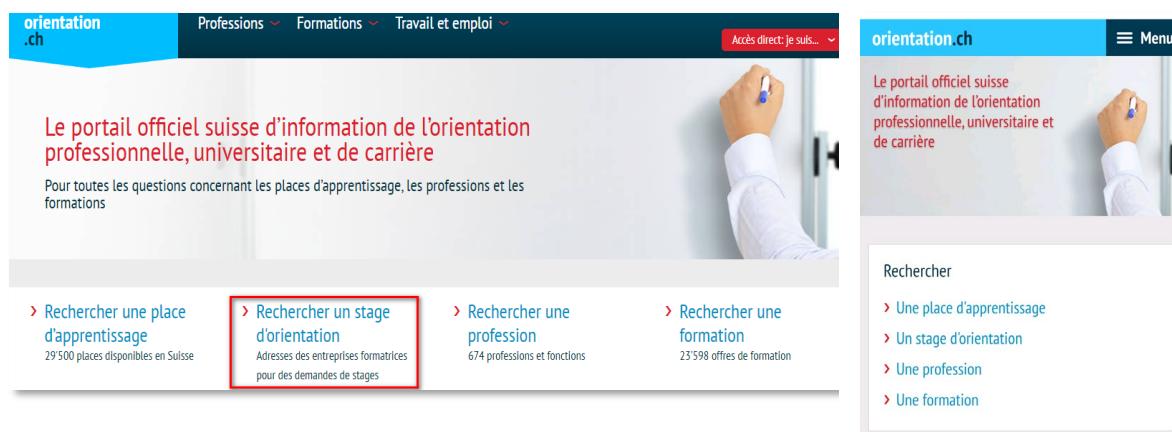 orientation
.ch
Professions Formations Travail et emploi
Accès direct: je suis...
Le portail officiel suisse d'information de l'orientation
professionnelle, universitaire et de carrière
Pour toutes les questions concernant les places d'apprentissage, les professions et les
formations
Rechercher une place
d'apprentissage
29'500 places disponibles en Suisse
Rechercher un stage
d'orientation
Adresses des entreprises formatrices
pour des demandes de stages
Rechercher une
profession
674 professions et fonctions
Rechercher une
formation
23'598 offres de formation
orientation.ch
Menu
Le portail officiel suisse
d'information de l'orientation
professionnelle, universitaire et
de carrière
Rechercher
Une place d'apprentissage
Un stage d'orientation
Une profession
Une formation